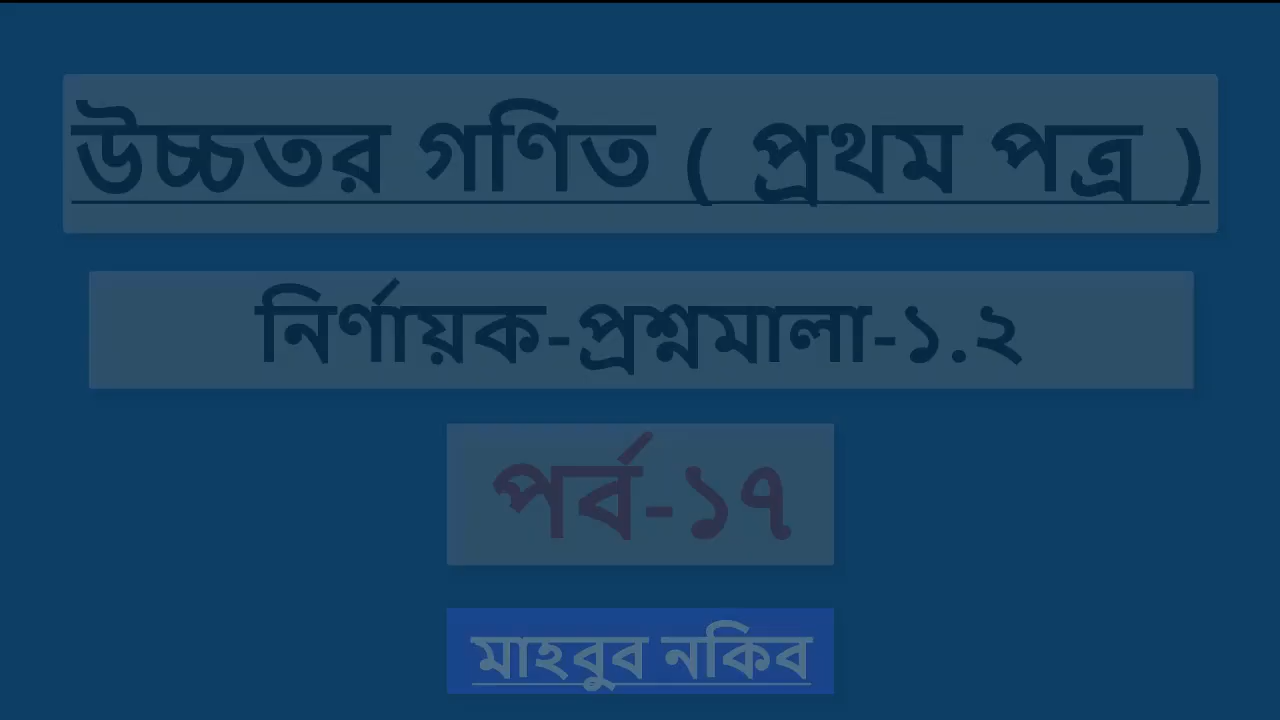 উচ্চতর গণিত ( প্রথম পত্র )
নির্ণায়ক-প্রশ্নমালা-১.২
পর্ব-১৭
মাহবুব নকিব